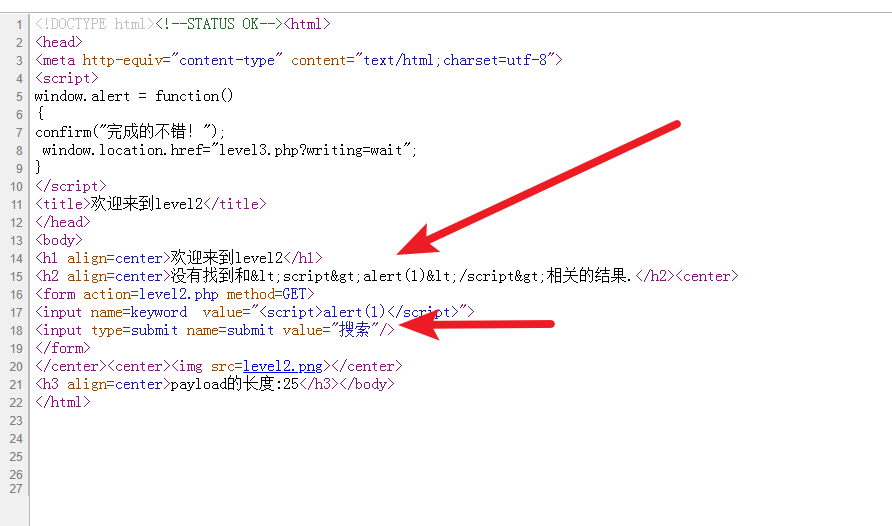 1 <!DOCTYPE html><!--STATUS OK--><html>
2 <head>
3 <meta http-equiv="content-type" content="text/html;charset=utf-8">
4 <script>
5 window.alert = function()
6 {
7 confirm("完成的不错！");
8 window.location.href="level3.php?writing=wait";
9 }
10 </script>
11 <title>欢迎来到level2</title>
12 </head>
13 <body>
14 <h1 align=center>欢迎来到level2</h1>
15 <h2 align=center>没有找到和&lt;script&gt;alert(1)&lt;/script&gt;相关的结果.</h2><center>
16 <form action=level2.php method=GET>
17 <input name=keyword  value="<script>alert(1)</script>">
18 <input type=submit name=submit value="搜索"/>
19 </form>
20 </center><center><img src=level2.png></center>
21 <h3 align=center>payload的长度:25</h3></body>
22 </html>
23
24
25
26
27